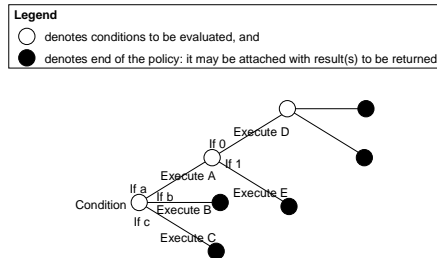 Legend
denotes conditions to be evaluated, and
denotes end of the policy: it may be attached with result(s) to be returned
Execute D
If 0
If 1
Execute A
If a
If b
Execute E
Condition
Execute B
If c
Execute C